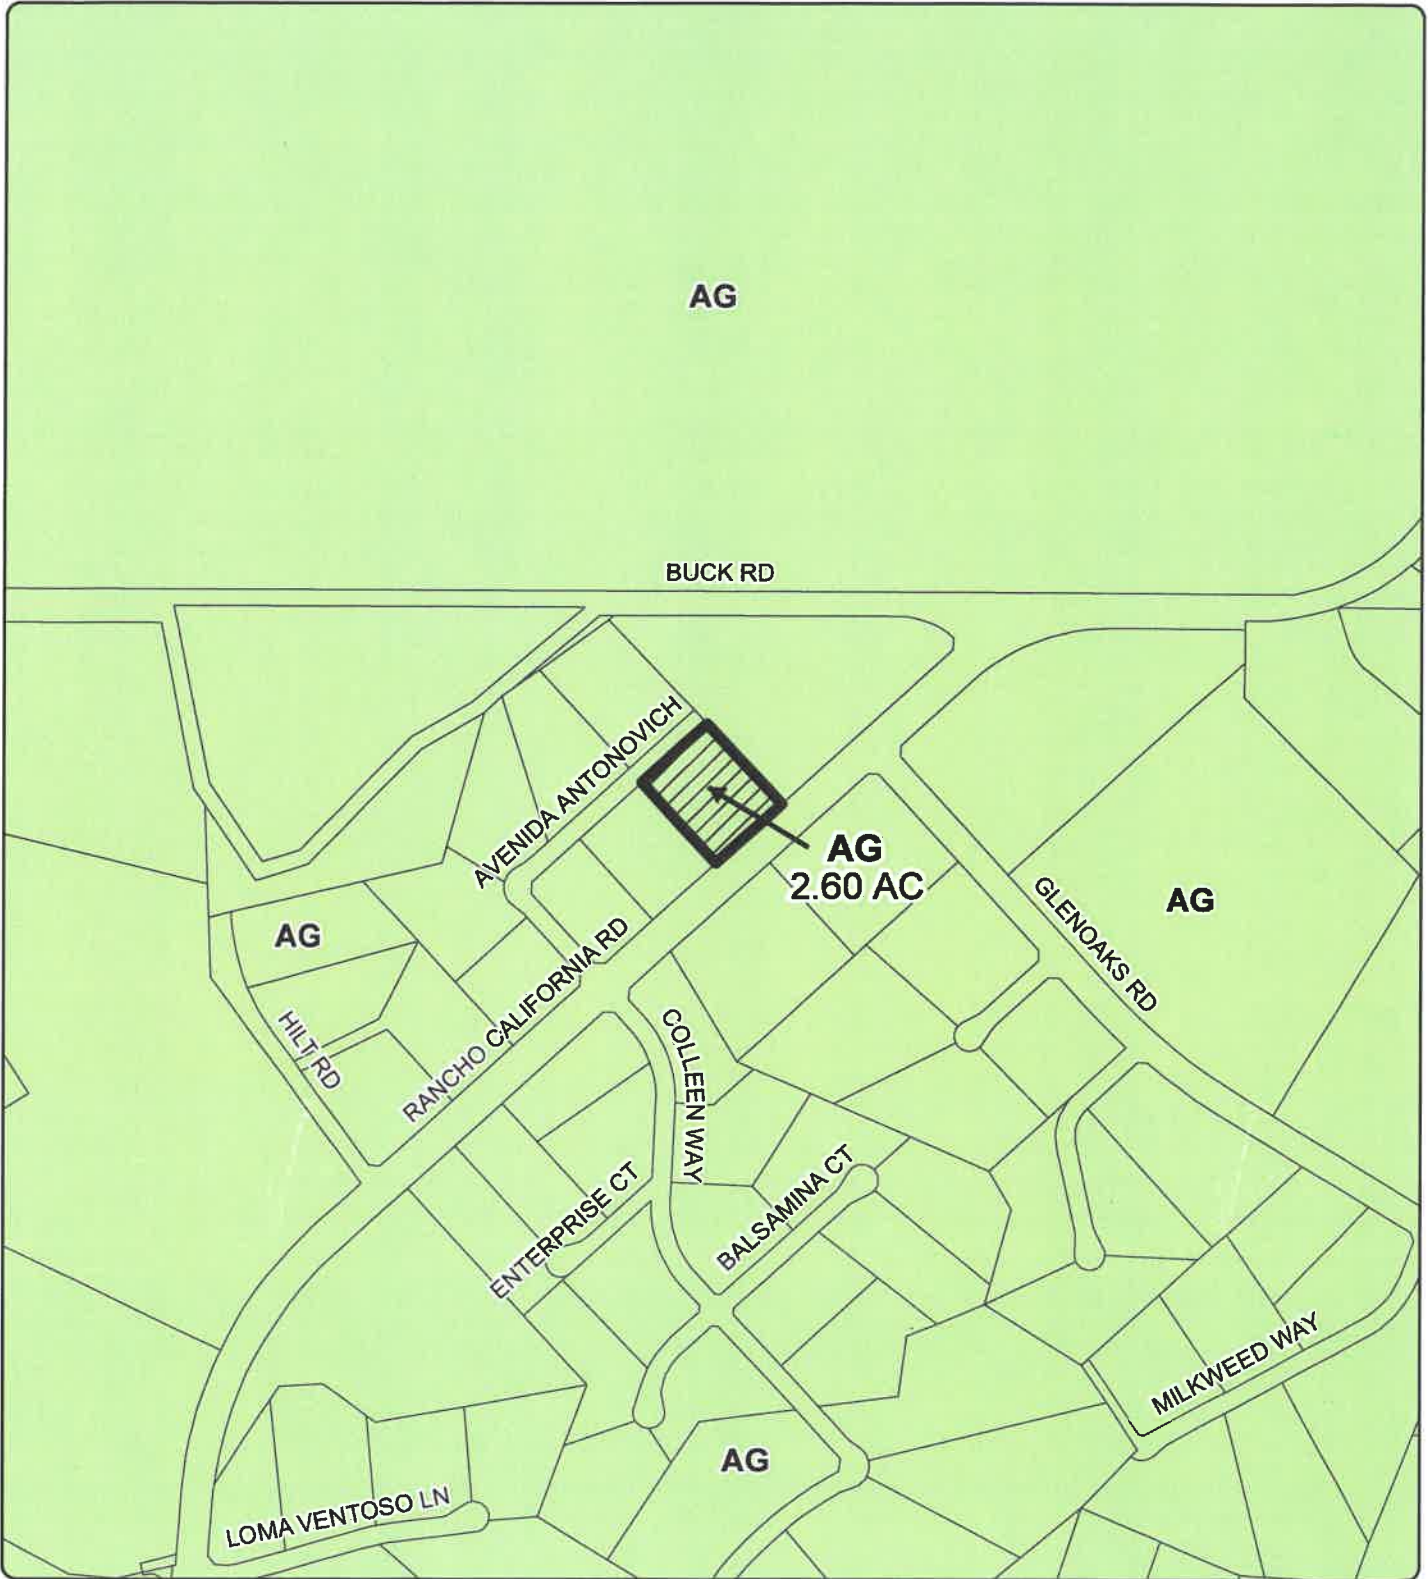 AG
BUCK RD
AVENIDA ANTONOVICH
AG
2.60 AC
AG
GLENOAKS RD
AG
RANCHO CALIFORNIA RD
HILT RD
COLLEEN WAY
ENTERPRISE CT
BALSAMINA CT
MILKWEED WAY
AG
LOMA VENTOSO LN